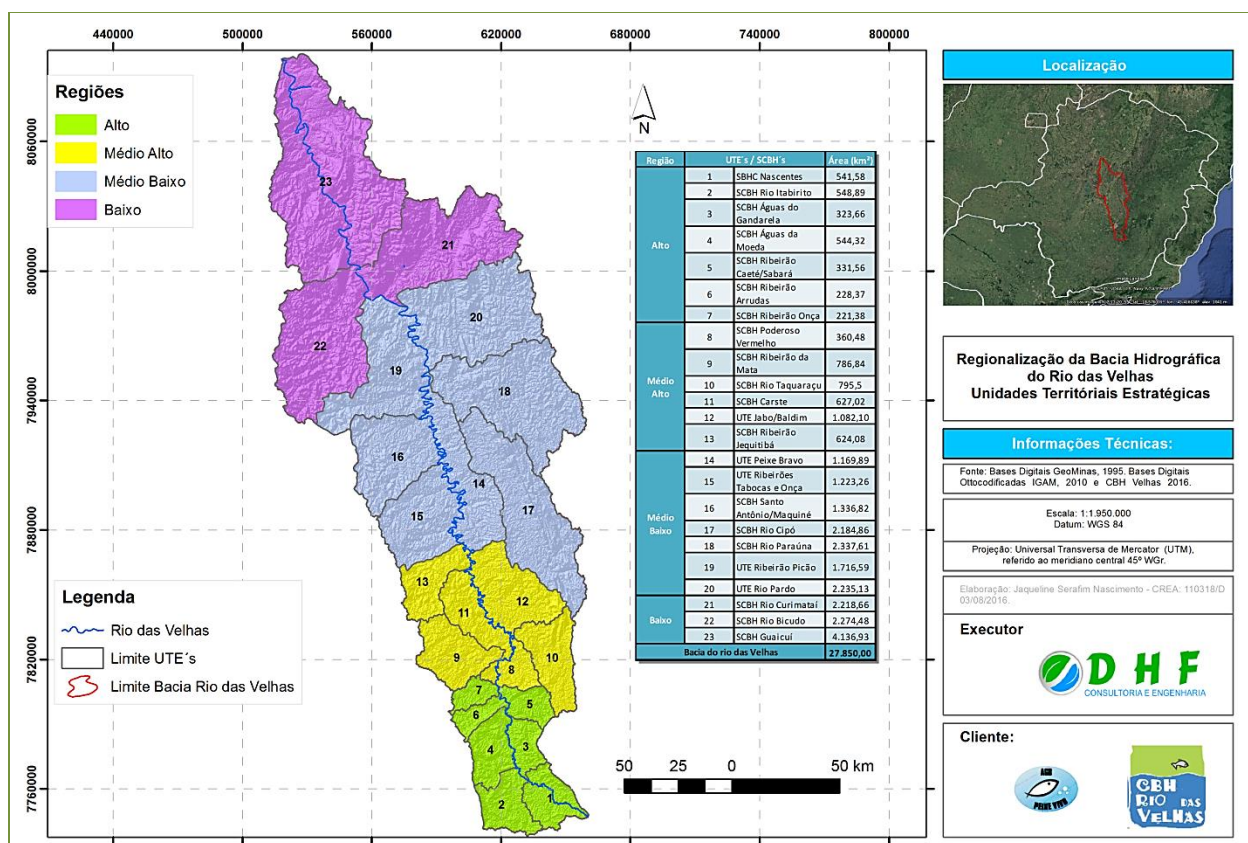 440000 500000 560000 620000 680000 740000 800000
8060000
8000000
7940000
7880000
7820000
7760000
Regiões
Alto
Médio Alto
Médio Baixo
Baixo
N
23
21
22
20
19
18
16
14
17
15
13
12
11
9
8
10
7
5
6
4
3
2
1
Legenda
Rio das Velhas
Limite UTE´s
Limite Bacia Rio das Velhas
50 25 0 50 km
Região UTE´s / SCBH´s Área (km²)
Alto
1 SBHC Nascentes 541,58
2 SCBH Rio Itabirito 548,89
3 SCBH Águas do Gandarela 323,66
4 SCBH Águas da Moeda 544,32
5 SCBH Ribeirão Caeté/Sabará 331,56
6 SCBH Ribeirão Arrudas 228,37
7 SCBH Ribeirão Onça 221,38
Médio Alto
8 SCBH Poderoso Vermelho 360,48
9 SCBH Ribeirão da Mata 786,84
10 SCBH Rio Taquaraçu 795,5
11 SCBH Carste 627,02
12 UTE Jabo/Baldim 1.082,10
13 SCBH Ribeirão Jequitibá 624,08
Médio Baixo
14 UTE Peixe Bravo 1.169,89
15 UTE Ribeirões Tabocas e Onça 1.223,26
16 SCBH Santo Antônio/Maquiné 1.336,82
17 SCBH Rio Cipó 2.184,86
18 SCBH Rio Paraúna 2.337,61
19 UTE Ribeirão Picão 1.716,59
20 UTE Rio Pardo 2.235,13
Baixo
21 SCBH Rio Curimataí 2.218,66
22 SCBH Rio Bicudo 2.274,48
23 SCBH Guaicuí 4.136,93
Bacia do rio das Velhas 27.850,00
Localização
Regionalização da Bacia Hidrográfica
do Rio das Velhas
Unidades Territóriais Estratégicas
Informações Técnicas:
Fonte: Bases Digitais GeoMinas, 1995. Bases Digitais
Ottocodificadas IGAM, 2010 e CBH Velhas 2016.
Escala: 1:1.950.000
Datum: WGS 84
Projeção: Universal Transversa de Mercator (UTM),
referido ao meridiano central 45º WGr.
Elaboração: Jaqueline Serafim Nascimento - CREA: 110318/D
03/08/2016.
Executor
DHF
CONSULTORIA E ENGENHARIA
Cliente:
AGB
PEIXE VIVO
CBH
RIO
DAS
VELHAS